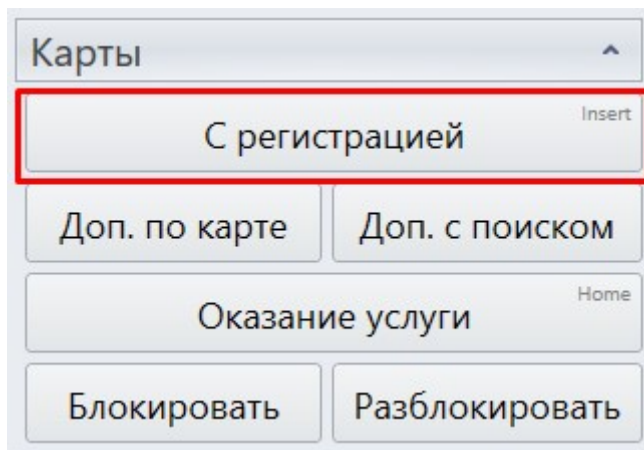 Карты
С регистрацией Insert
Доп. по карте Доп. с поиском
Оказание услуги Home
Блокировать Разблокировать